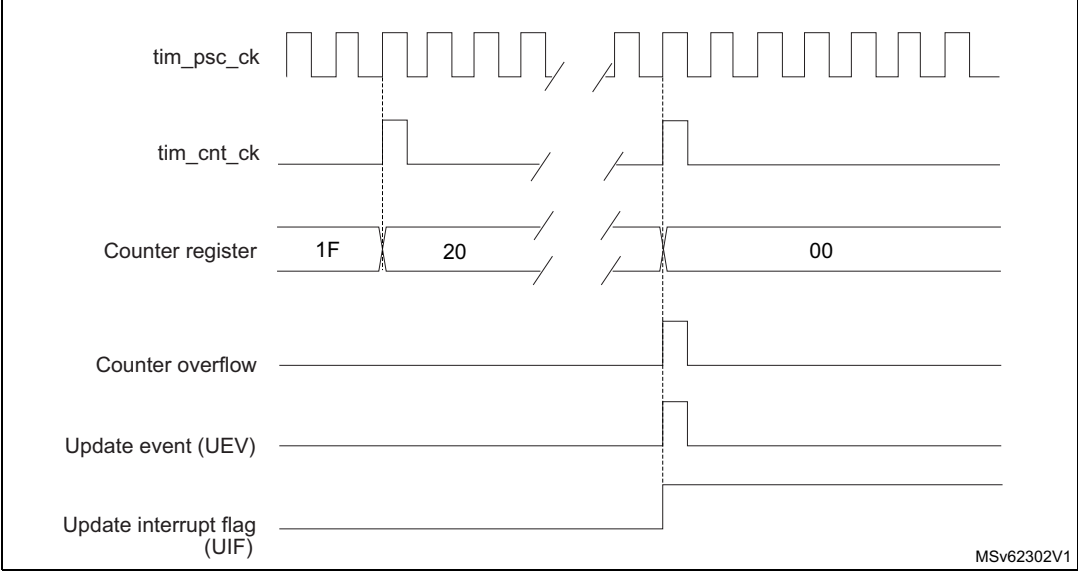 tim_psc_ck
tim_cnt_ck
Counter register
1F
20
00
Counter overflow
Update event (UEV)
Update interrupt flag
(UIF)
MSv62302V1